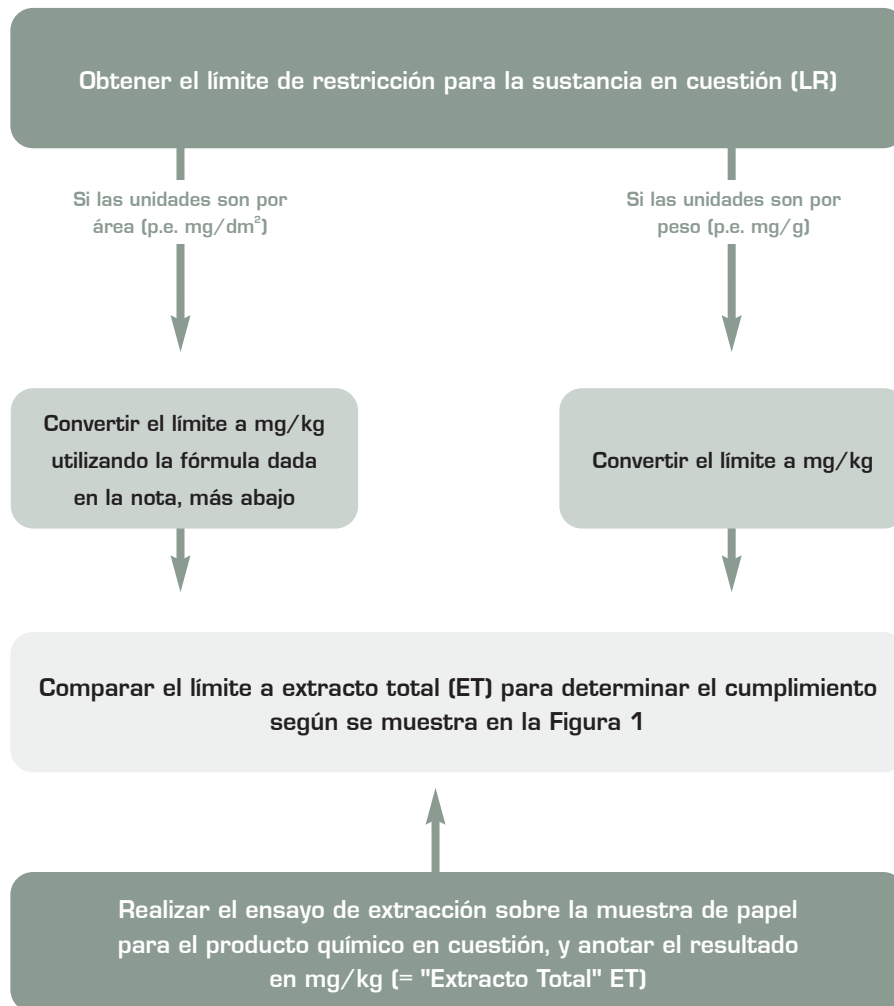 Obtener el límite de restricción para la sustancia en cuestión (LR)
Si las unidades son por
área (p.e. mg/dm²)
Si las unidades son por
peso (p.e. mg/g)
Convertir el límite a mg/kg
utilizando la fórmula dada
en la nota, más abajo
Convertir el límite a mg/kg
Comparar el límite a extracto total (ET) para determinar el cumplimiento
según se muestra en la Figura 1
Realizar el ensayo de extracción sobre la muestra de papel
para el producto químico en cuestión, y anotar el resultado
en mg/kg (= "Extracto Total" ET)